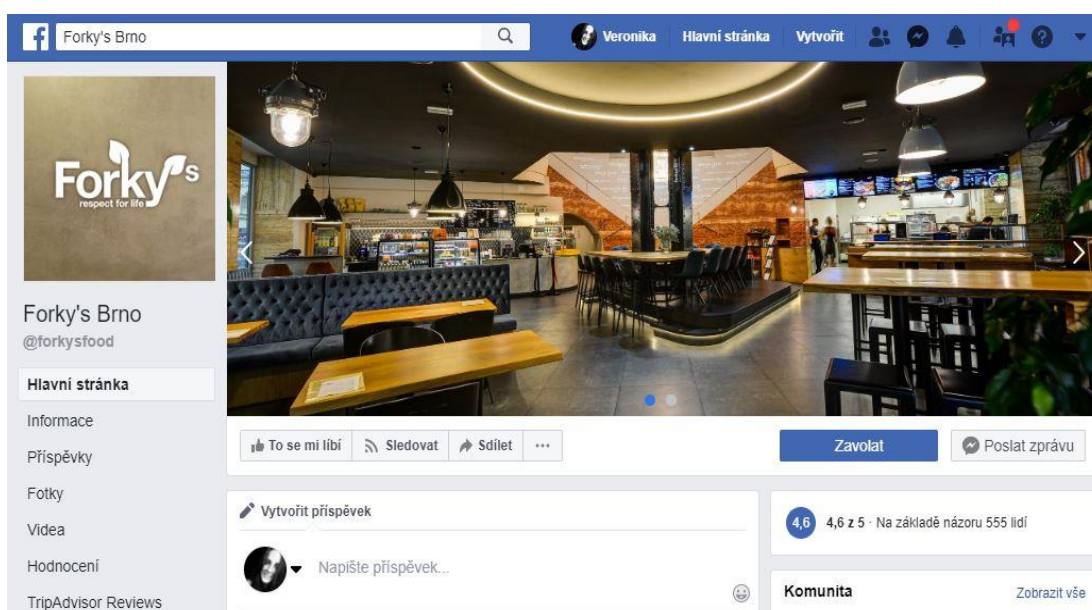 Forky's Brno
Veronika Hlavní stránka Vytvořit
Forky's
respect for life
Forky's Brno
@forkysfood
Hlavní stránka
Informace
Příspěvky
Fotky
Videa
Hodnocení
TripAdvisor Reviews
To se mi líbí Sledovat Sdílet ...
Zavolat Poslat zprávu
Vytvořit příspěvek
Napište příspěvek...
4,6 4,6 z 5 · Na základě názoru 555 lidí
Komunita Zobrazit vše